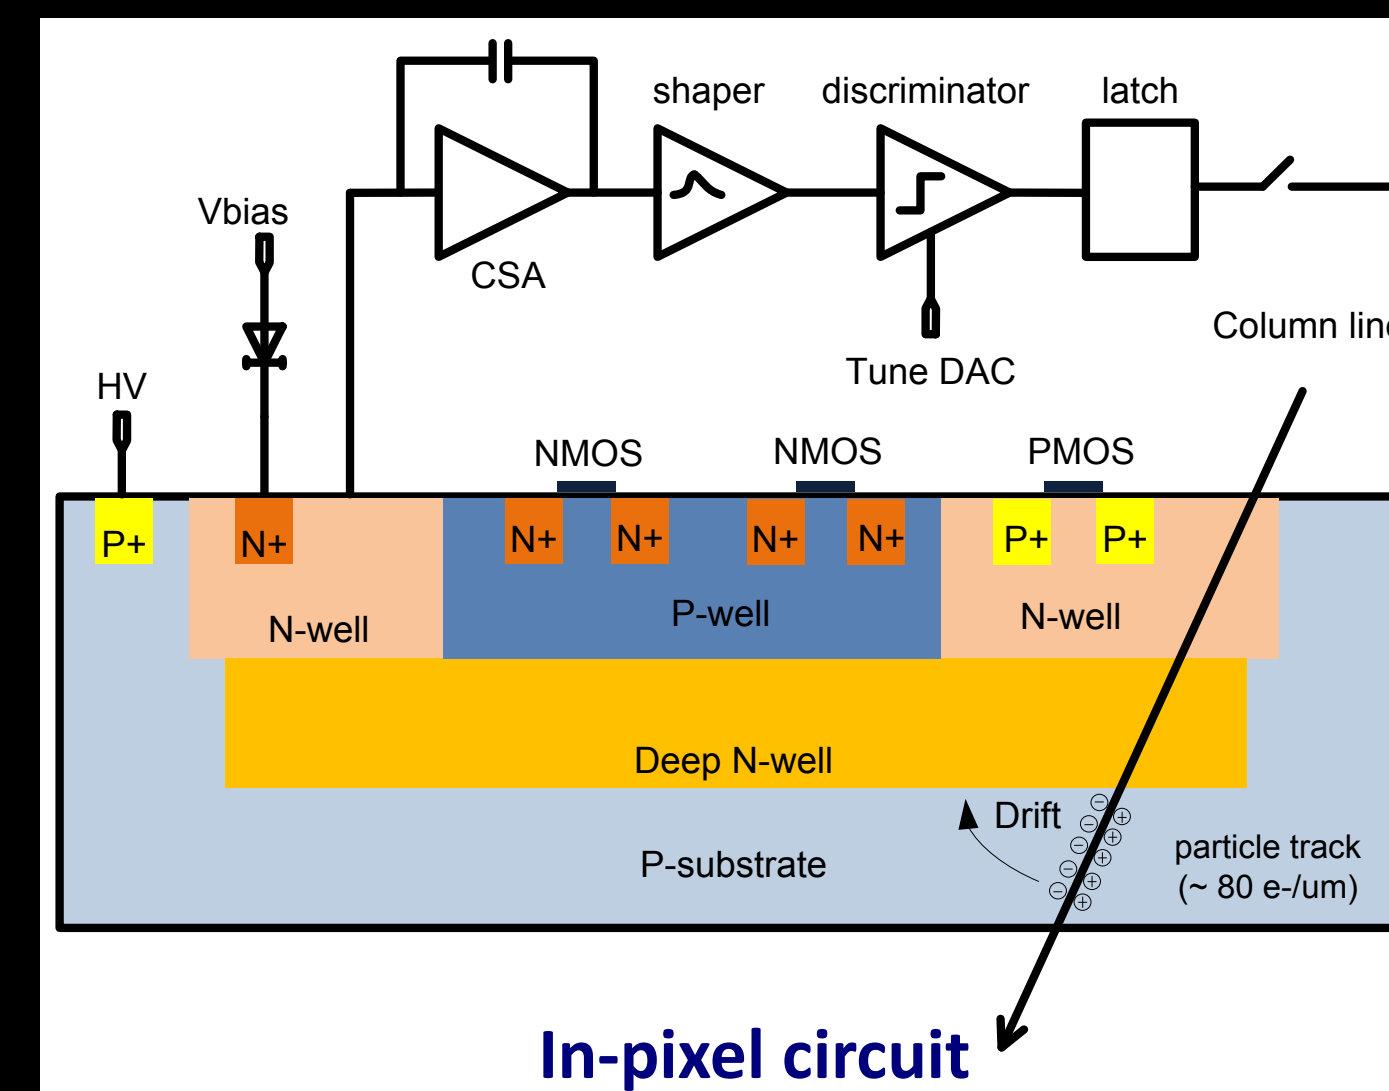 shaper
discriminator
latch
Vbias
CSA
Column line
HV
Tune DAC
NMOS
NMOS
PMOS
P+
N+
N+
N+
N+
N+
P+
P+
N-well
P-well
N-well
Deep N-well
Drift
P-substrate
particle track
(~ 80 e-/um)
In-pixel circuit